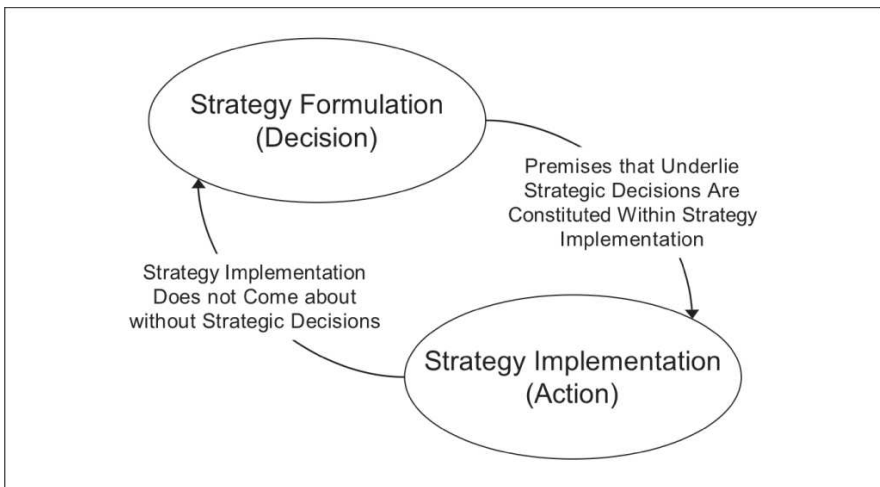 Strategy Formulation
(Decision)
Premises that Underlie
Strategic Decisions Are
Constituted Within Strategy
Implementation
Strategy Implementation
Does not Come about
without Strategic Decisions
Strategy Implementation
(Action)